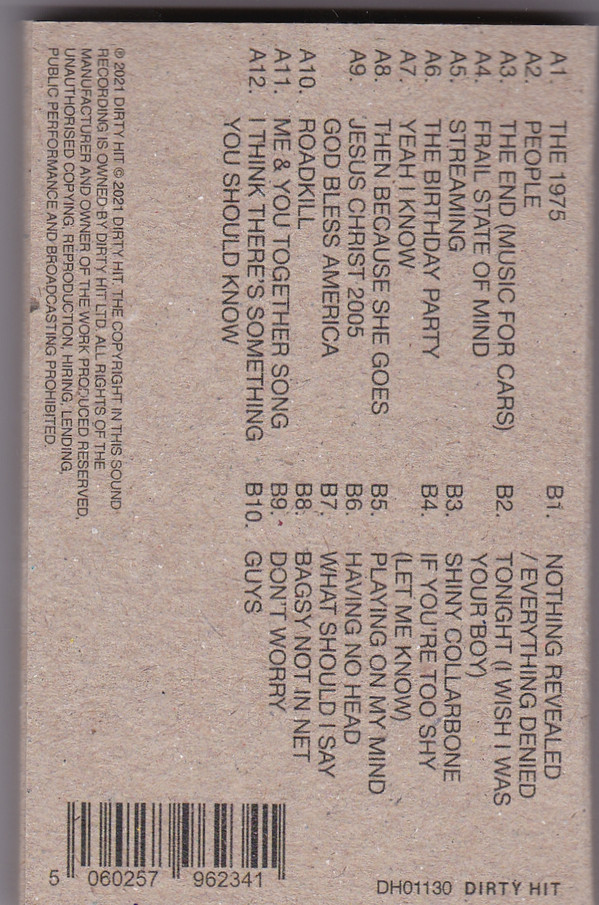 A1. THE 1975
A2. PEOPLE
A3. THE END (MUSIC FOR CARS)
A4. FRAIL STATE OF MIND
A5. STREAMING
A6. THE BIRTHDAY PARTY
A7. YEAH I KNOW
A8. THEN BECAUSE SHE GOES
A9. JESUS CHRIST 2005
GOD BLESS AMERICA
A10. ROADKILL
A11. ME & YOU TOGETHER SONG
A12. I THINK THERE'S SOMETHING
YOU SHOULD KNOW
B1. NOTHING REVEALED
/ EVERYTHING DENIED
B2. TONIGHT (I WISH I WAS
YOUR BOY)
B3. SHINY COLLARBONE
B4. IF YOU'RE TOO SHY
(LET ME KNOW)
B5. PLAYING ON MY MIND
B6. HAVING NO HEAD
B7. WHAT SHOULD I SAY
B8. BAGSY NOT IN NET
B9. DON'T WORRY
B10. GUYS
℗ 2021 DIRTY HIT © 2021 DIRTY HIT. THE COPYRIGHT IN THIS SOUND
RECORDING IS OWNED BY DIRTY HIT LTD. ALL RIGHTS OF THE
MANUFACTURER AND OWNER OF THE WORK PRODUCED RESERVED.
UNAUTHORISED COPYING, REPRODUCTION, HIRING, LENDING,
PUBLIC PERFORMANCE AND BROADCASTING PROHIBITED.
5 060257 962341
DH01130 DIRTY HIT